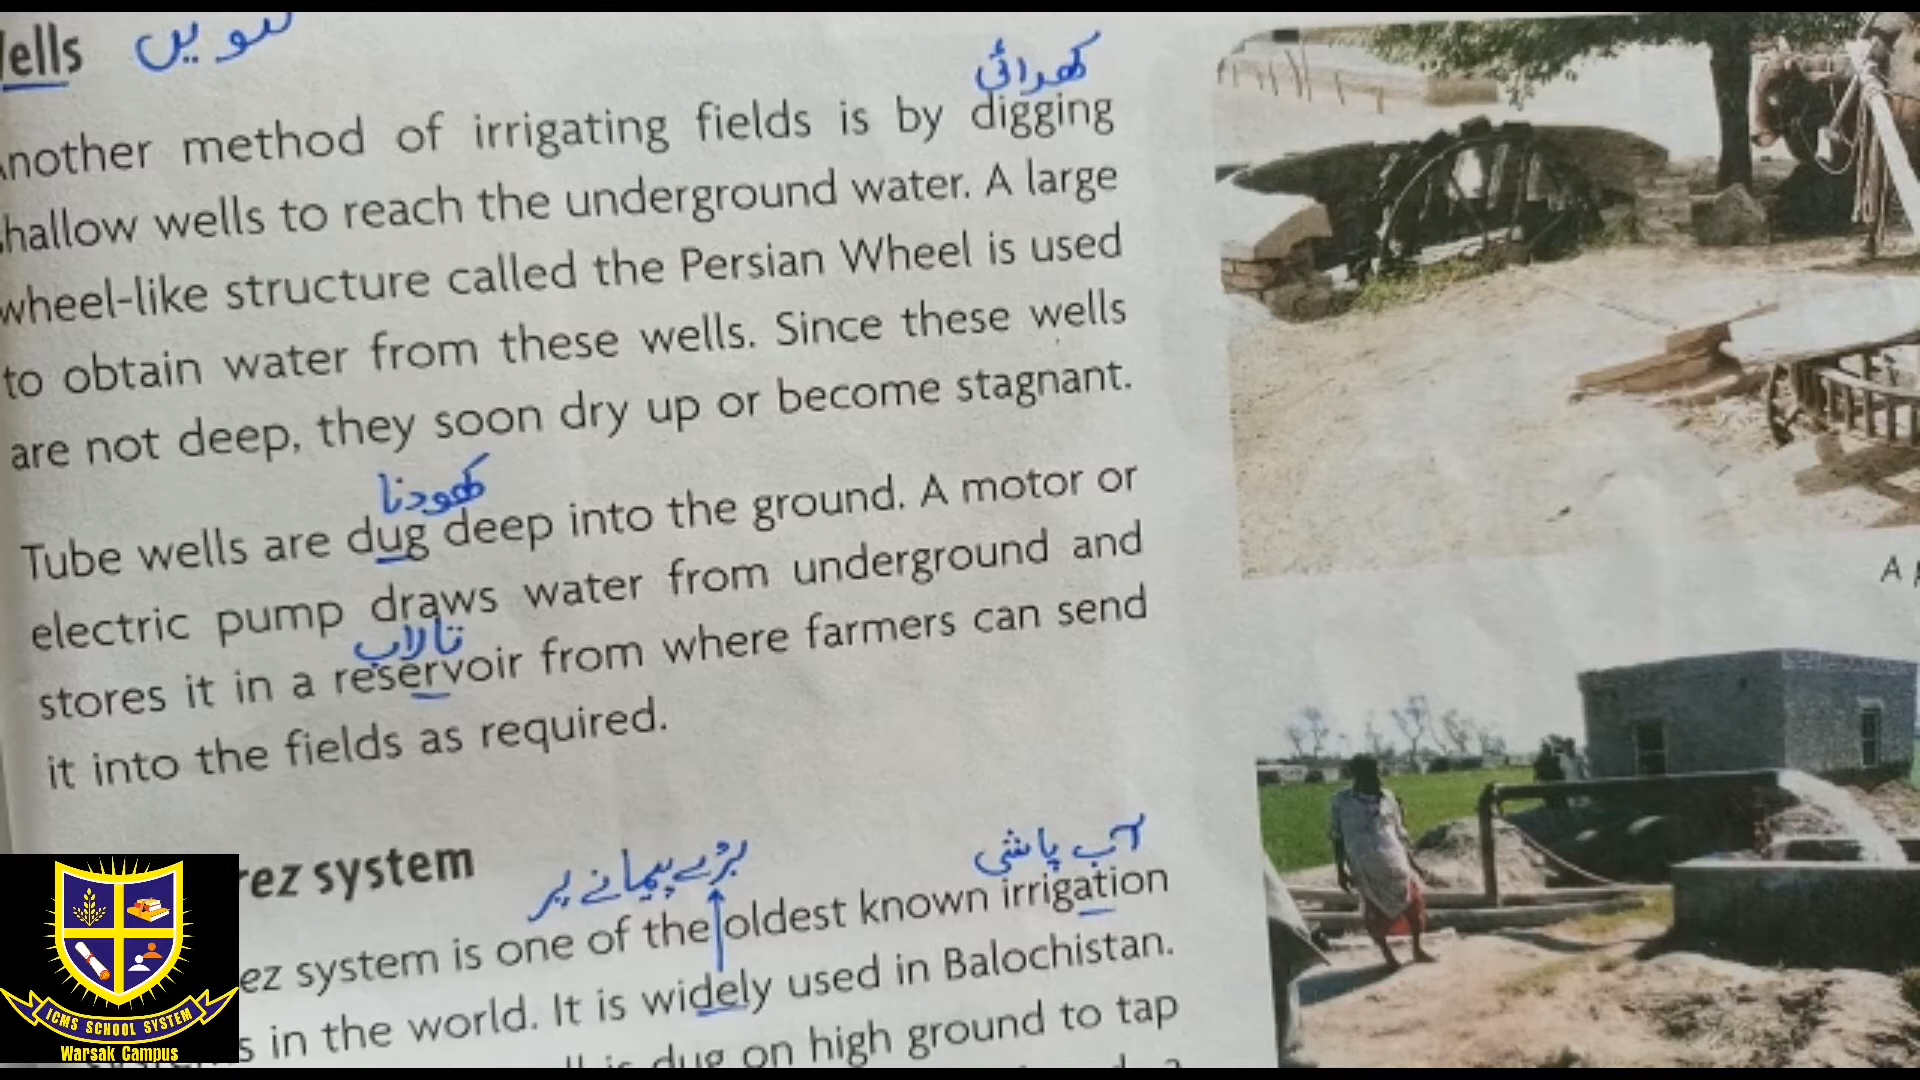 ells کنویں
کھدائی
nother method of irrigating fields is by digging
hallow wells to reach the underground water. A large
wheel-like structure called the Persian Wheel is used
to obtain water from these wells. Since these wells
are not deep, they soon dry up or become stagnant.
کھودنا
Tube wells are dug deep into the ground. A motor or
electric pump draws water from underground and
تالاب
stores it in a reservoir from where farmers can send
it into the fields as required.
rez system
بڑے پیمانے پر آب پاشی
ez system is one of the oldest known irrigation
s in the world. It is widely used in Balochistan.
is dug on high ground to tap
A
ICMS SCHOOL SYSTEM
Warsak Campus